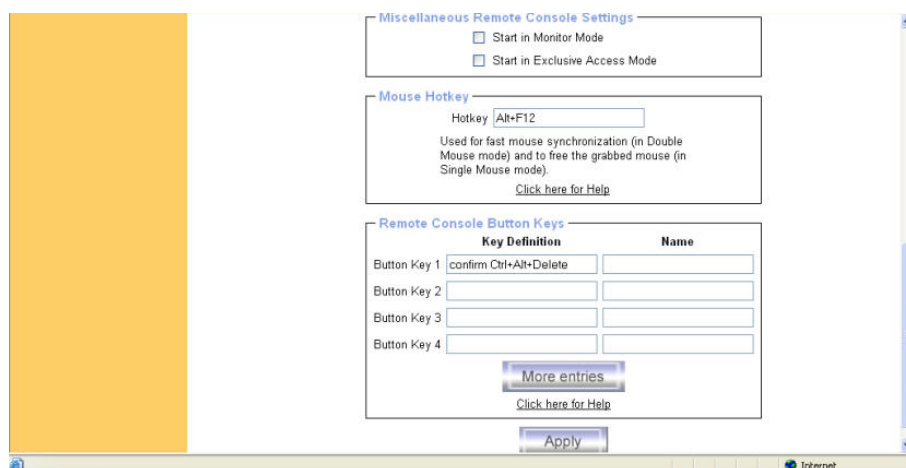 Miscellaneous Remote Console Settings
Start in Monitor Mode
Start in Exclusive Access Mode
Mouse Hotkey
Hotkey Alt+F12
Used for fast mouse synchronization (in Double
Mouse mode) and to free the grabbed mouse (in
Single Mouse mode).
Click here for Help
Remote Console Button Keys
Key Definition Name
Button Key 1 confirm Ctrl+Alt+Delete
Button Key 2
Button Key 3
Button Key 4
More entries
Click here for Help
Apply
Internet